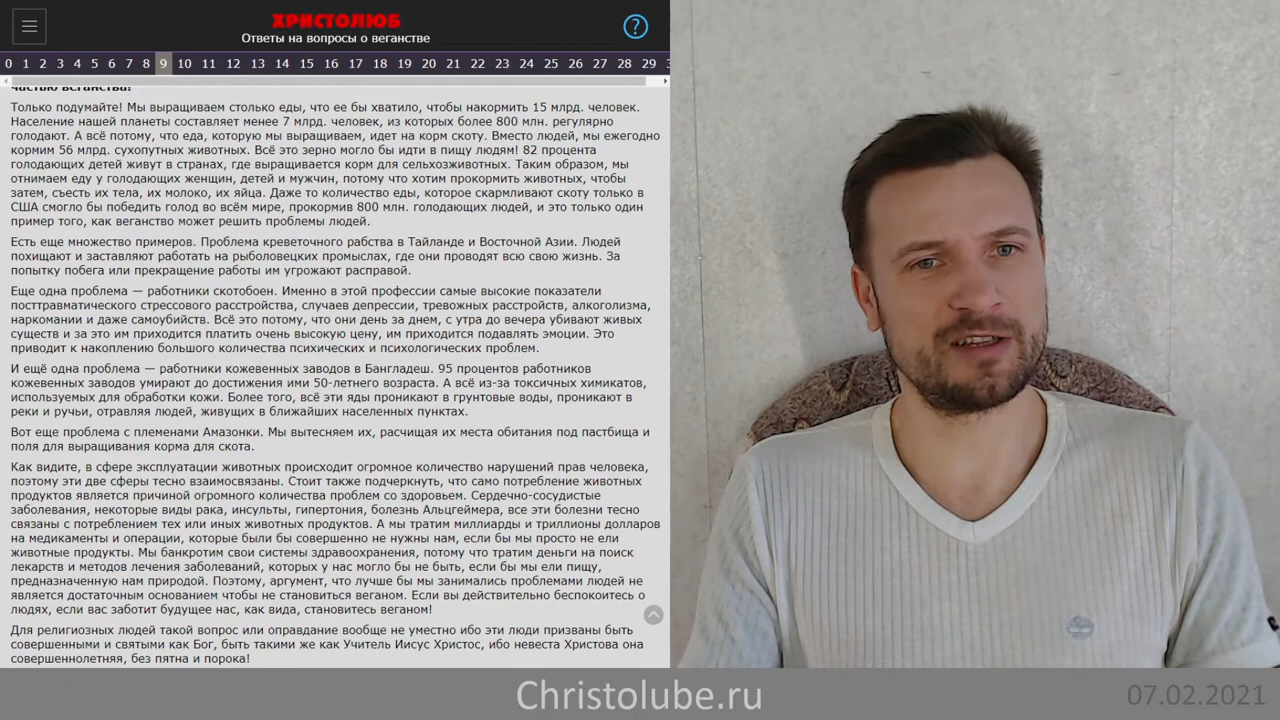 ХРИСТОЛЮБ
Ответы на вопросы о веганстве
?
0 1 2 3 4 5 6 7 8 9 10 11 12 13 14 15 16 17 18 19 20 21 22 23 24 25 26 27 28 29
частью веганства!
Только подумайте! Мы выращиваем столько еды, что ее бы хватило, чтобы накормить 15 млрд. человек.
Население нашей планеты составляет менее 7 млрд. человек, из которых более 800 млн. регулярно
голодают. А всё потому, что еда, которую мы выращиваем, идет на корм скоту. Вместо людей, мы ежегодно
кормим 56 млрд. сухопутных животных. Всё это зерно могло бы идти в пищу людям! 82 процента
голодающих детей живут в странах, где выращивается корм для сельхозживотных. Таким образом, мы
отнимаем еду у голодающих женщин, детей и мужчин, потому что хотим прокормить животных, чтобы
затем, съесть их тела, их молоко, их яйца. Даже то количество еды, которое скармливают скоту только в
США смогло бы победить голод во всём мире, прокормив 800 млн. голодающих людей, и это только один
пример того, как веганство может решить проблемы людей.
Есть еще множество примеров. Проблема креветочного рабства в Тайланде и Восточной Азии. Людей
похищают и заставляют работать на рыболовецких промыслах, где они проводят всю свою жизнь. За
попытку побега или прекращение работы им угрожают расправой.
Еще одна проблема — работники скотобоен. Именно в этой профессии самые высокие показатели
посттравматического стрессового расстройства, случаев депрессии, тревожных расстройств, алкоголизма,
наркомании и даже самоубийств. Всё это потому, что они день за днем, с утра до вечера убивают живых
существ и за это им приходится платить очень высокую цену, им приходится подавлять эмоции. Это
приводит к накоплению большого количества психических и психологических проблем.
И ещё одна проблема — работники кожевенных заводов в Бангладеш. 95 процентов работников
кожевенных заводов умирают до достижения ими 50-летнего возраста. А всё из-за токсичных химикатов,
используемых для обработки кожи. Более того, всё эти яды проникают в грунтовые воды, проникают в
реки и ручьи, отравляя людей, живущих в ближайших населенных пунктах.
Вот еще проблема с племенами Амазонки. Мы вытесняем их, расчищая их места обитания под пастбища и
поля для выращивания корма для скота.
Как видите, в сфере эксплуатации животных происходит огромное количество нарушений прав человека,
поэтому эти две сферы тесно взаимосвязаны. Стоит также подчеркнуть, что само потребление животных
продуктов является причиной огромного количества проблем со здоровьем. Сердечно-сосудистые
заболевания, некоторые виды рака, инсульты, гипертония, болезнь Альцгеймера, все эти болезни тесно
связаны с потреблением тех или иных животных продуктов. А мы тратим миллиарды и триллионы долларов
на медикаменты и операции, которые были бы совершенно не нужны нам, если бы мы просто не ели
животные продукты. Мы банкротим свои системы здравоохранения, потому что тратим деньги на поиск
лекарств и методов лечения заболеваний, которых у нас могло бы не быть, если бы мы ели пищу,
предназначенную нам природой. Поэтому, аргумент, что лучше бы мы занимались проблемами людей не
является достаточным основанием чтобы не становиться веганом. Если вы действительно беспокоитесь о
людях, если вас заботит будущее нас, как вида, становитесь веганом!
Для религиозных людей такой вопрос или оправдание вообще не уместно ибо эти люди призваны быть
совершенными и святыми как Бог, быть такими же как Учитель Иисус Христос, ибо невеста Христова она
совершеннолетняя, без пятна и порока!
Christolube.ru
07.02.2021